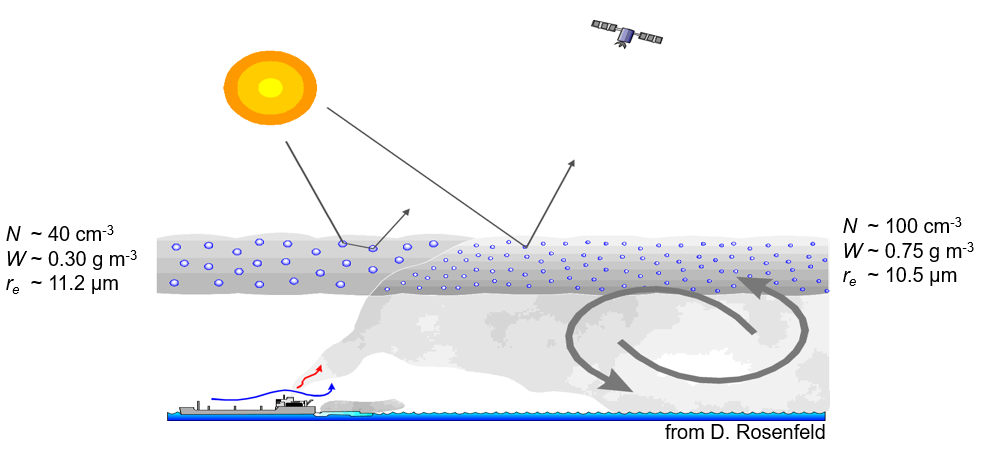 N ~ 40 cm-3
W ~ 0.30 g m-3
re ~ 11.2 µm
N ~ 100 cm-3
W ~ 0.75 g m-3
re ~ 10.5 µm
from D. Rosenfeld